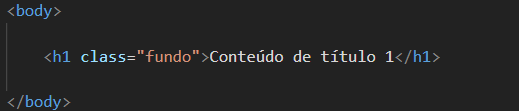 <body>
<h1 class="fundo">Conteúdo de título 1</h1>
</body>